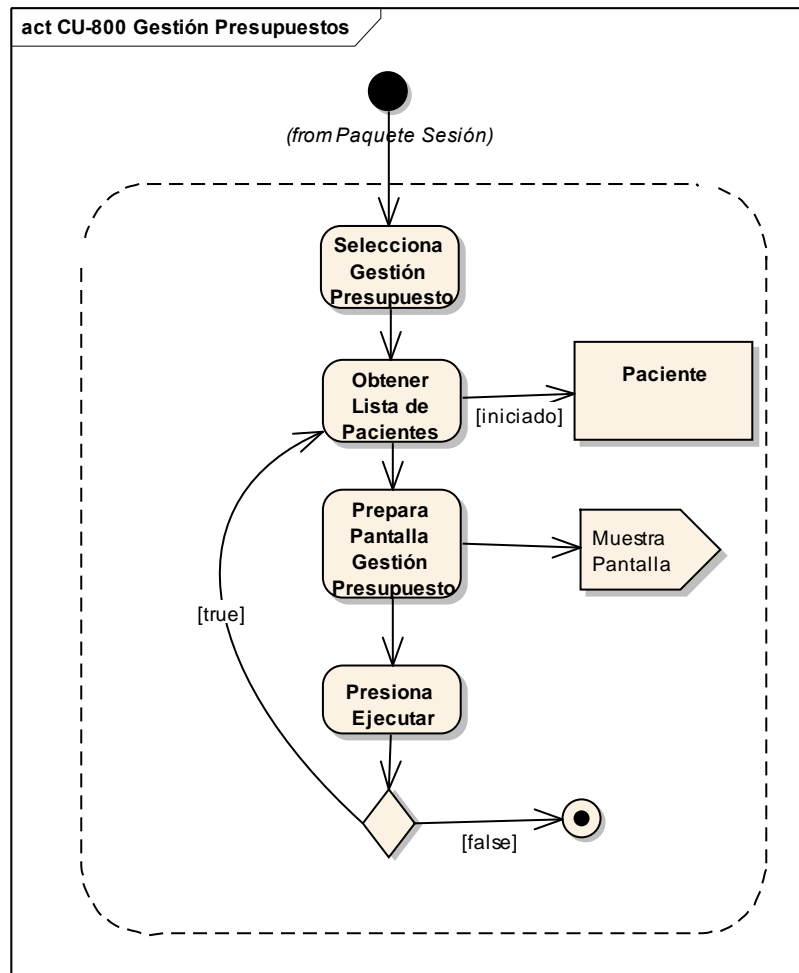 act CU-800 Gestión Presupuestos
(from Paquete Sesión)
Selecciona
Gestión
Presupuesto
Obtener
Lista de
Pacientes
[iniciado]
Paciente
Prepara
Pantalla
Gestión
Presupuesto
Muestra
Pantalla
[true]
Presiona
Ejecutar
[false]